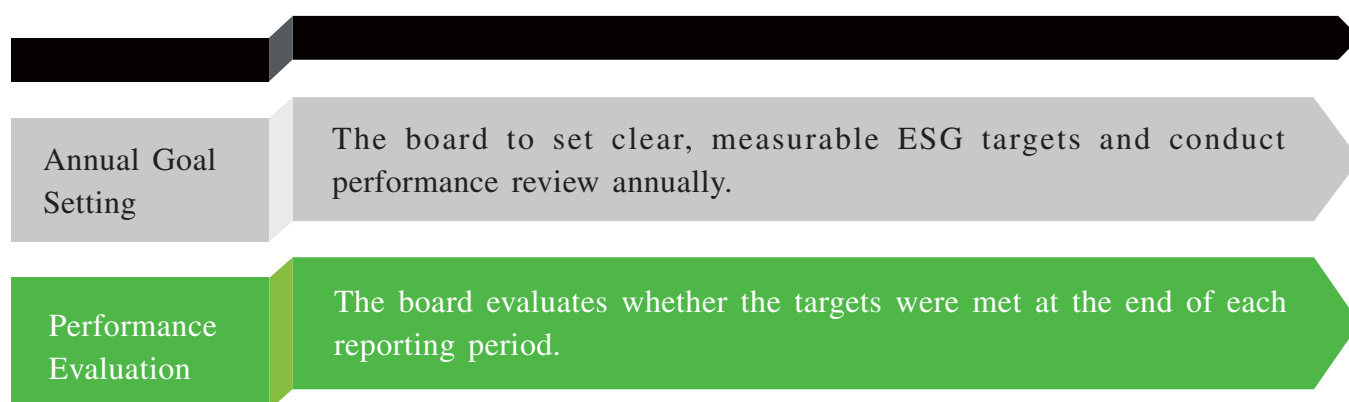 Annual Goal
Setting
The board to set clear, measurable ESG targets and conduct
performance review annually.
Performance
Evaluation
The board evaluates whether the targets were met at the end of each
reporting period.